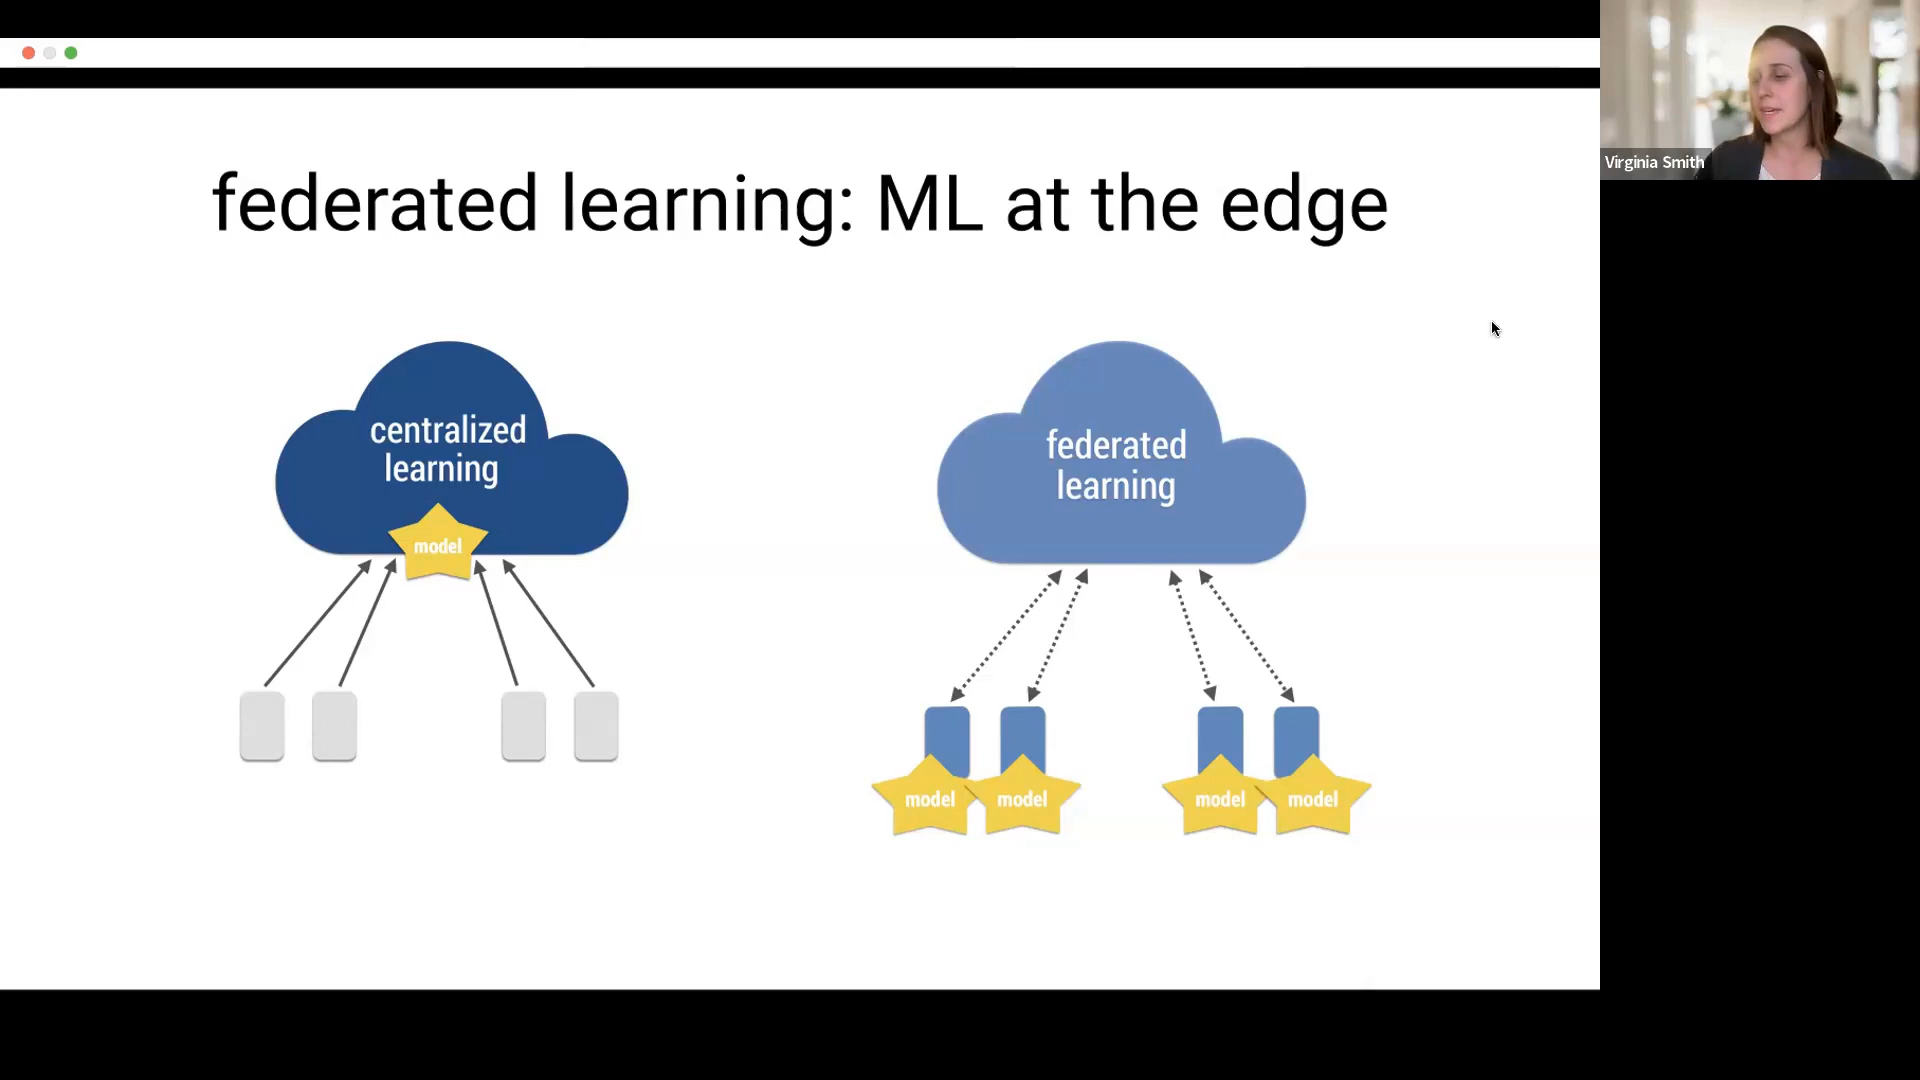 Virginia Smith
federated learning: ML at the edge
centralized
learning
model
federated
learning
model
model
model
model